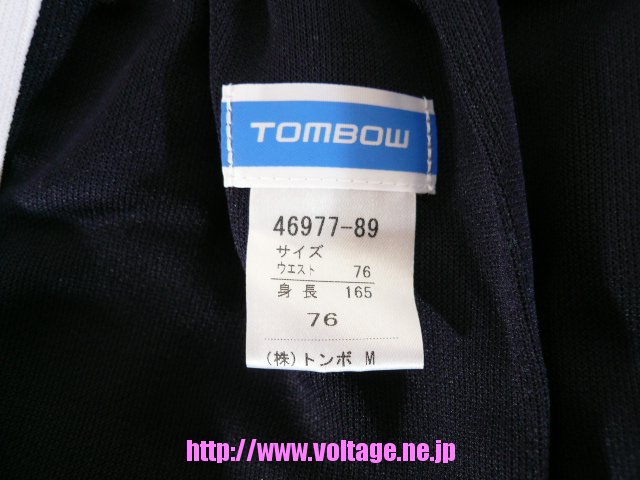 TOMBOW
46977-89
サイズ
ウエスト 76
身長 165
76
(株)トンボ M
http://www.voltage.ne.jp